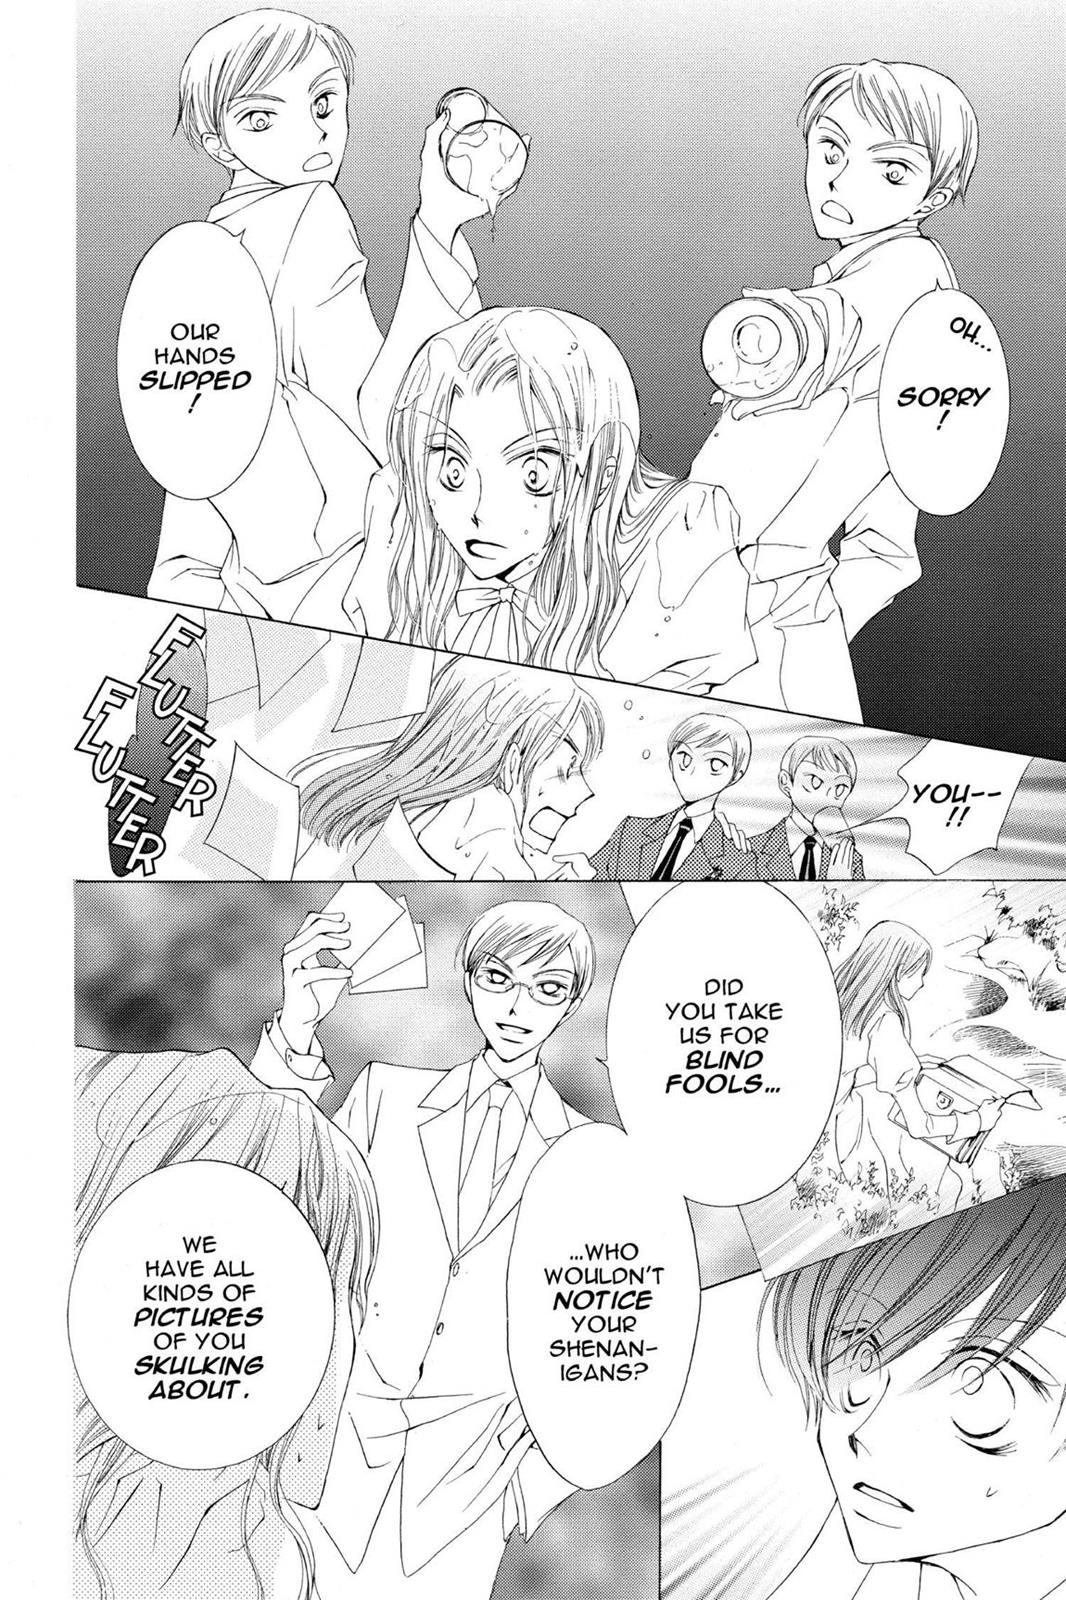 OH...
SORRY
!
OUR
HANDS
SLIPPED
!
YOU--
!!
FLUTTER
FLUTTER
DID
YOU TAKE
US FOR
BLIND
FOOLS...
...WHO
WOULDN'T
NOTICE
YOUR
SHENAN-
IGANS?
WE
HAVE ALL
KINDS OF
PICTURES
OF YOU
SKULKING
ABOUT.